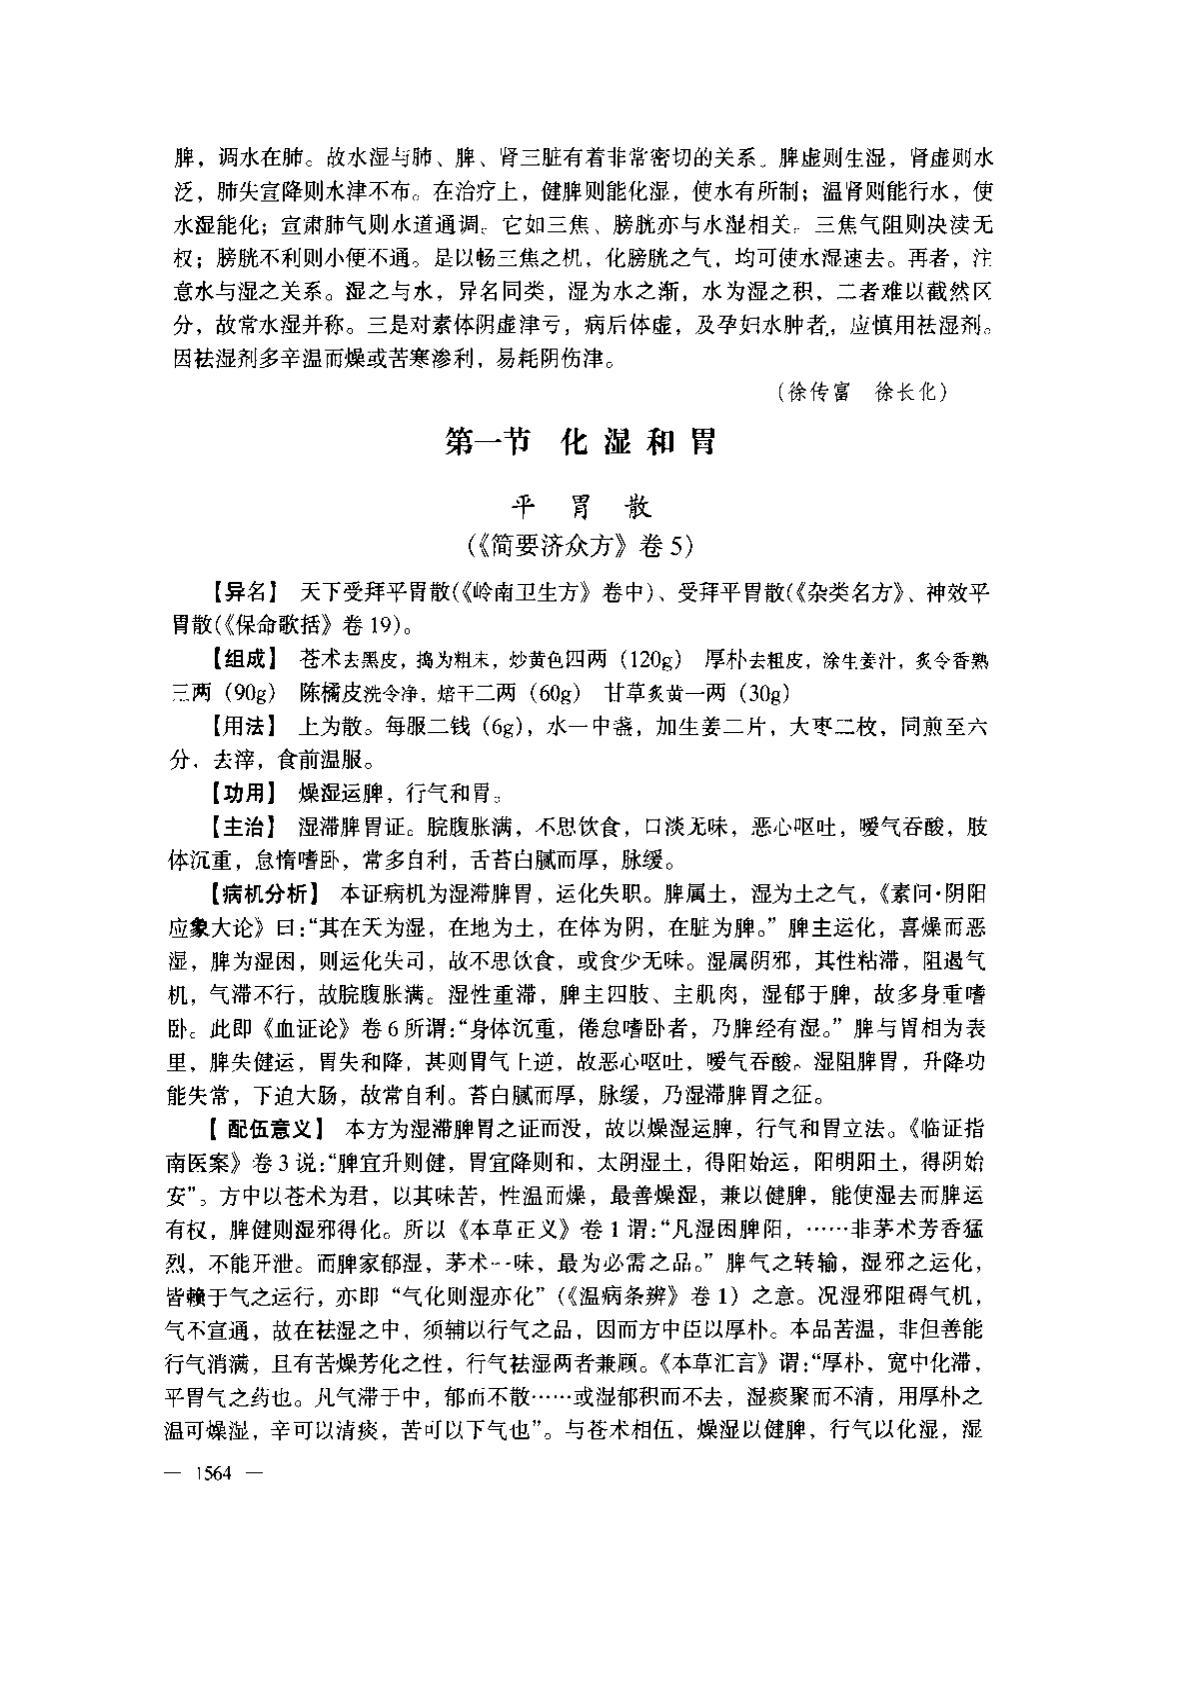 脾，调水在肺。故水湿与肺、脾、肾三脏有着非常密切的关系。脾虚则生湿，肾虚则水
泛，肺失宣降则水津不布。在治疗上，健脾则能化湿，使水有所制；温肾则能行水，使
水湿能化；宣肃肺气则水道通调。它如三焦、膀胱亦与水湿相关。三焦气阻则决渎无
权；膀胱不利则小便不通。是以畅三焦之机，化膀胱之气，均可使水湿速去。再者，注
意水与湿之关系。湿之与水，异名同类，湿为水之渐，水为湿之积，二者难以截然区
分，故常水湿并称。三是对素体阴虚津亏，病后体虚，及孕妇水肿者，应慎用祛湿剂。
因祛湿剂多辛温而燥或苦寒渗利，易耗阴伤津。
（徐传富　徐长化）
第一节　化湿和胃
平　胃　散
（《简要济众方》卷 5）
【异名】　天下受拜平胃散（《岭南卫生方》卷中）、受拜平胃散（《杂类名方》、神效平
胃散（《保命歌括》卷 19）。
【组成】　苍术去黑皮，捣为粗末，炒黄色四两（120g）　厚朴去粗皮，涂生姜汁，炙令香熟
三两（90g）　陈橘皮洗令净，焙干二两（60g）　甘草炙黄一两（30g）
【用法】　上为散。每服二钱（6g），水一中盏，加生姜二片，大枣二枚，同煎至六
分，去滓，食前温服。
【功用】　燥湿运脾，行气和胃。
【主治】　湿滞脾胃证。脘腹胀满，不思饮食，口淡无味，恶心呕吐，嗳气吞酸，肢
体沉重，怠惰嗜卧，常多自利，舌苔白腻而厚，脉缓。
【病机分析】　本证病机为湿滞脾胃，运化失职。脾属土，湿为土之气，《素问·阴阳
应象大论》曰：“其在天为湿，在地为土，在体为阴，在脏为脾。”脾主运化，喜燥而恶
湿，脾为湿困，则运化失司，故不思饮食，或食少无味。湿属阴邪，其性粘滞，阻遏气
机，气滞不行，故脘腹胀满。湿性重滞，脾主四肢、主肌肉，湿郁于脾，故多身重嗜
卧。此即《血证论》卷 6 所谓：“身体沉重，倦怠嗜卧者，乃脾经有湿。”脾与胃相为表
里，脾失健运，胃失和降，甚则胃气上逆，故恶心呕吐，嗳气吞酸。湿阻脾胃，升降功
能失常，下迫大肠，故常自利。苔白腻而厚，脉缓，乃湿滞脾胃之征。
【 配伍意义】　本方为湿滞脾胃之证而没，故以燥湿运脾，行气和胃立法。《临证指
南医案》卷 3 说：“脾宜升则健，胃宜降则和，太阴湿土，得阳始运，阳明阳土，得阴始
安”。方中以苍术为君，以其味苦，性温而燥，最善燥湿，兼以健脾，能使湿去而脾运
有权，脾健则湿邪得化。所以《本草正义》卷 1 谓：“凡湿困脾阳，……非茅术芳香猛
烈，不能开泄。而脾家郁湿，茅术一味，最为必需之品。”脾气之转输，湿邪之运化，
皆赖于气之运行，亦即“气化则湿亦化”（《温病条辨》卷 1）之意。况湿邪阻碍气机，
气不宣通，故在祛湿之中，须辅以行气之品，因而方中臣以厚朴。本品苦温，非但善能
行气消满，且有苦燥芳化之性，行气祛湿两者兼顾。《本草汇言》谓：“厚朴，宽中化滞，
平胃气之药也。凡气滞于中，郁而不散……或湿郁积而不去，湿痰聚而不清，用厚朴之
温可燥湿，辛可以清痰，苦可以下气也”。与苍术相伍，燥湿以健脾，行气以化湿，湿
— 1564 —